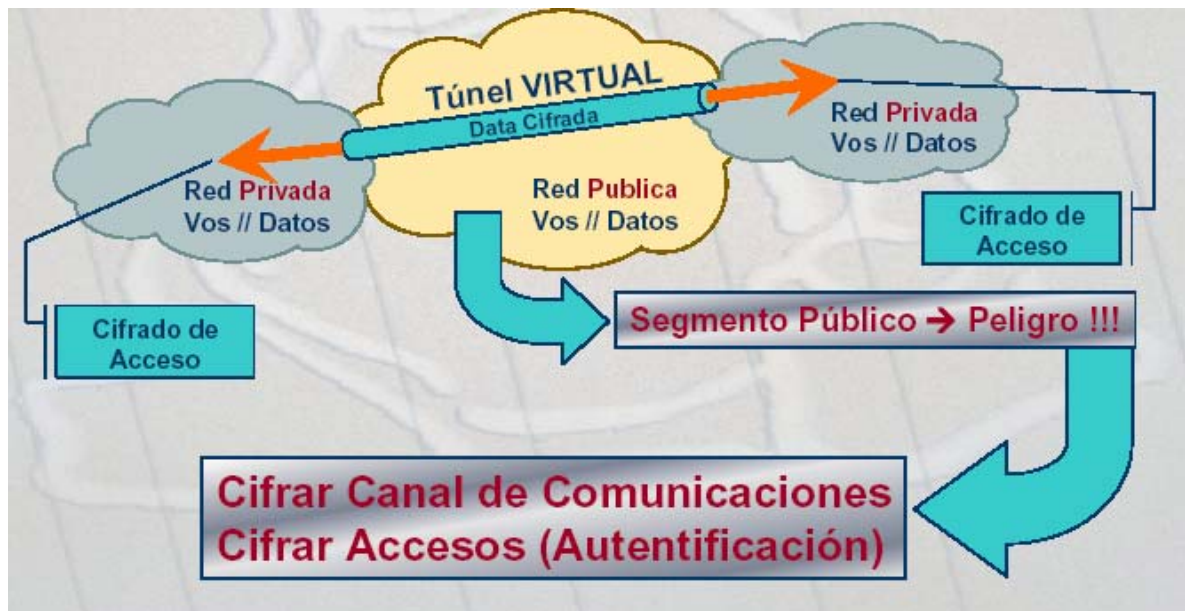 Túnel VIRTUAL
Data Cifrada
Red Privada
Vos // Datos
Red Publica
Vos // Datos
Red Privada
Vos // Datos
Cifrado de
Acceso
Cifrado de
Acceso
Segmento Público → Peligro !!!
Cifrar Canal de Comunicaciones
Cifrar Accesos (Autentificación)